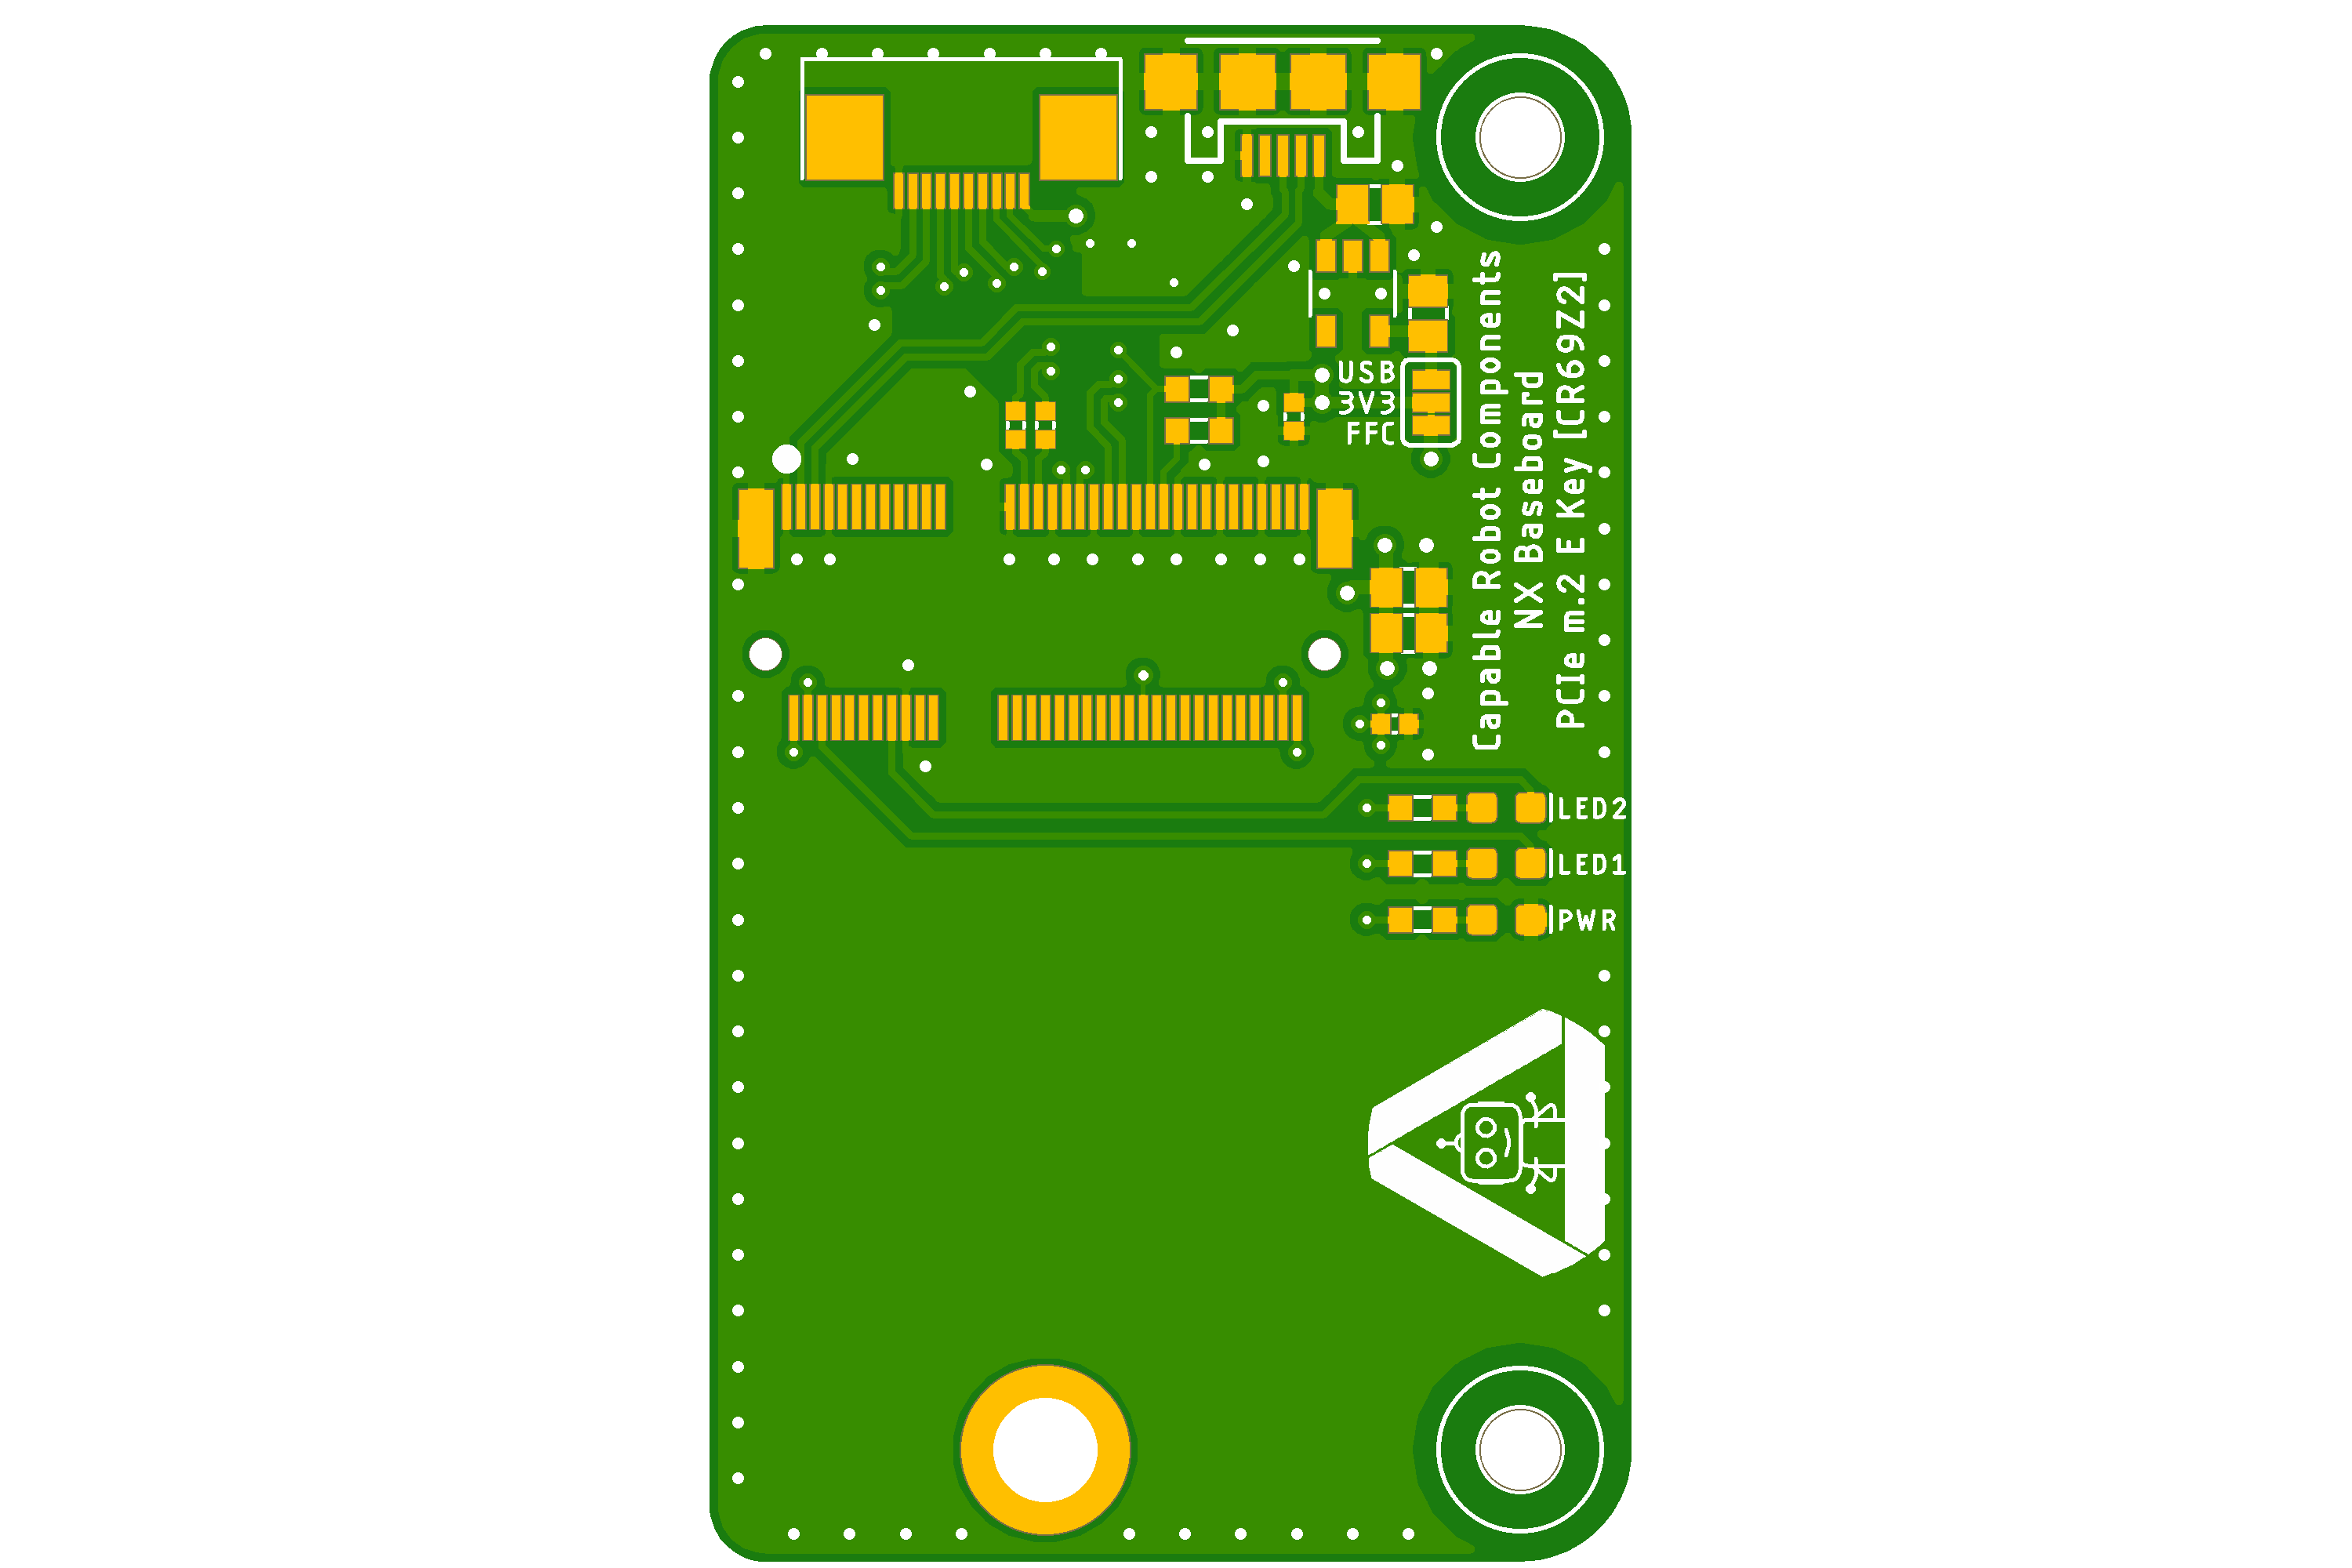 USB
3V3
FFC
Capable Robot Components
NX Baseboard
PCIe m.2 E Key [CR69Z2]
LED2
LED1
PWR